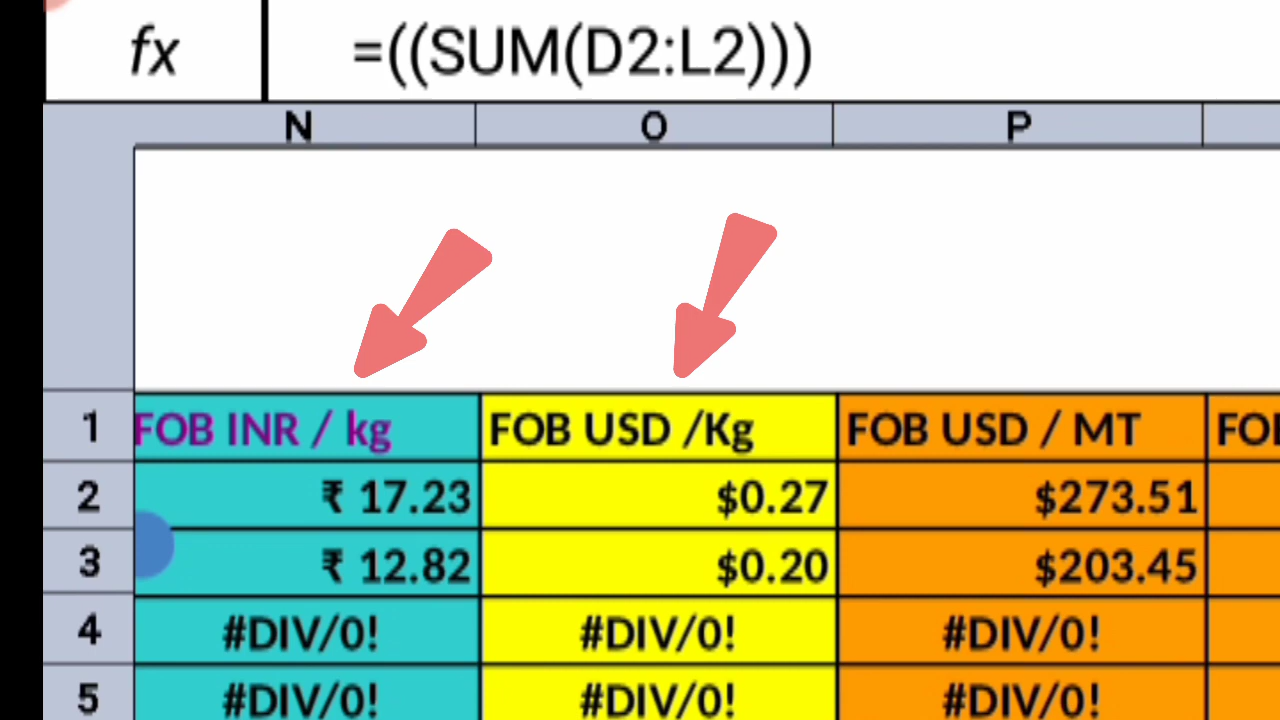 fx =((SUM(D2:L2)))
N O P
1 FOB INR / kg FOB USD /Kg FOB USD / MT
2 ₹ 17.23 $0.27 $273.51
3 ₹ 12.82 $0.20 $203.45
4 #DIV/0! #DIV/0! #DIV/0!
5 #DIV/0! #DIV/0! #DIV/0!